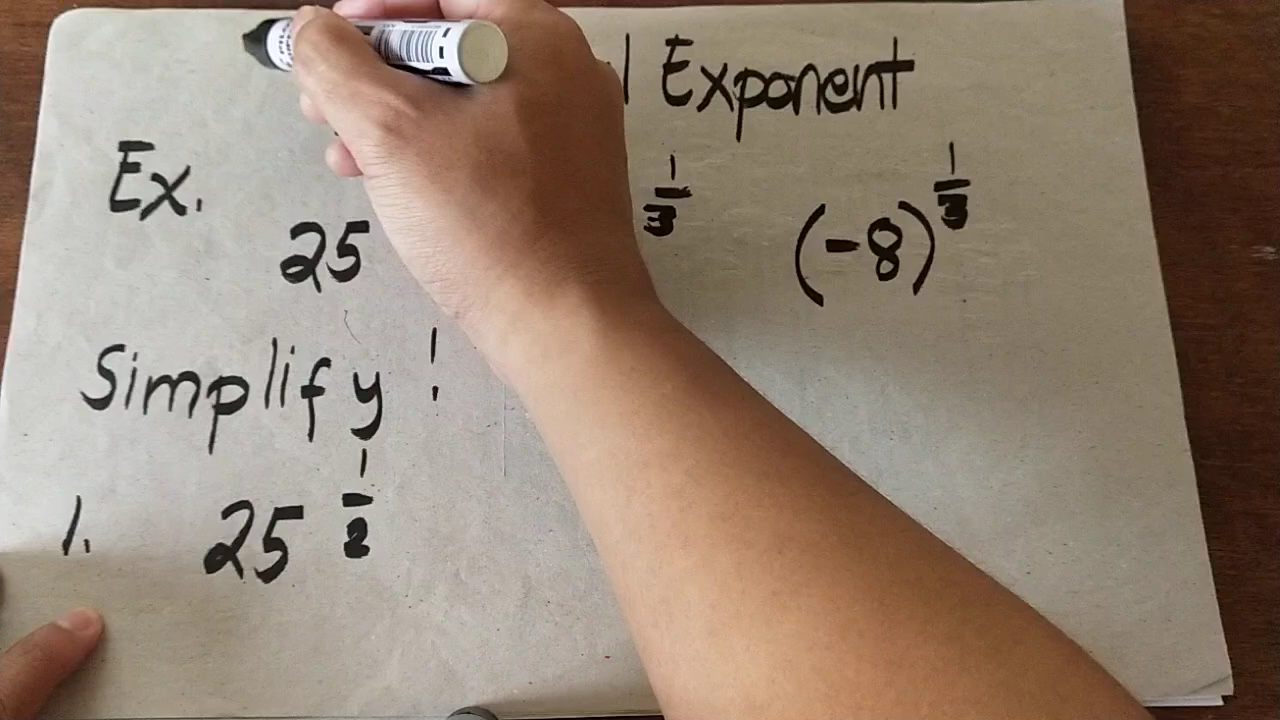 Exponent
Ex.
25 1/3 (-8)^1/3
Simplify!
1. 25^1/2